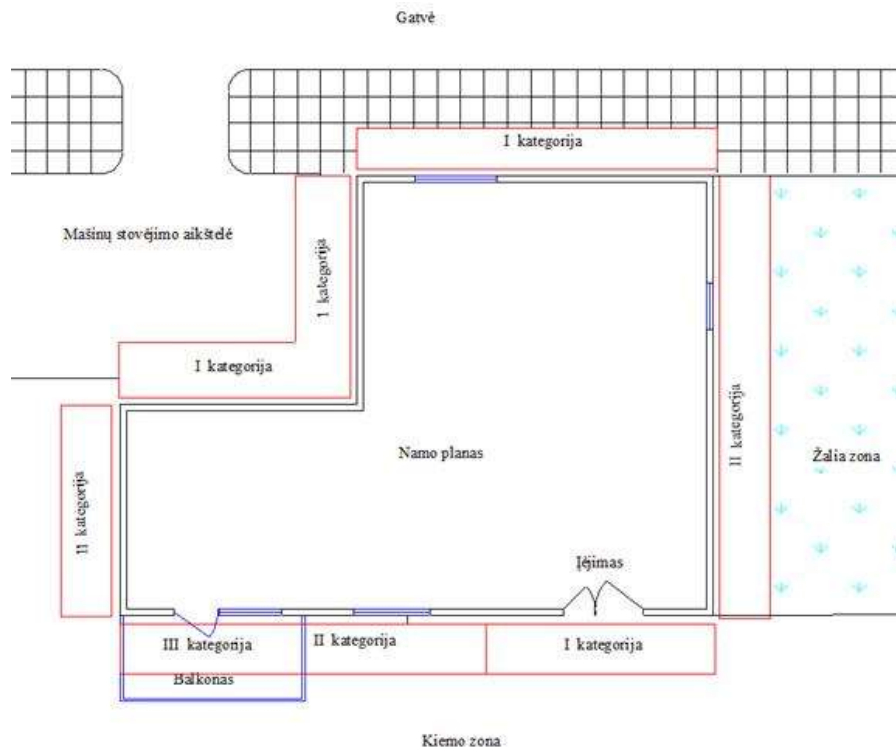 Gatvė
I kategorija
Mašinų stovėjimo aikštelė
I kategorija
I kategorija
II kategorija
II kategorija
Namo planas
Žalia zona
Įėjimas
III kategorija
II kategorija
I kategorija
Balkonas
Kiemo zona